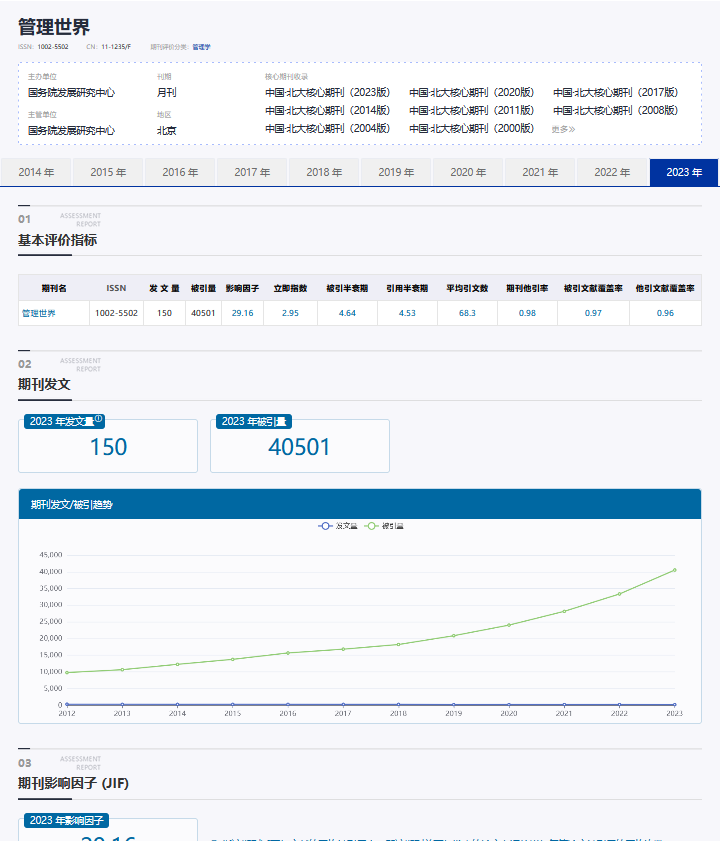 管理世界
ISSN: 1002-5502 CN: 11-1235/F 期刊评价分类: 管理学
主办单位 刊期 核心期刊收录
国务院发展研究中心 月刊 中国·北大核心期刊（2023版） 中国·北大核心期刊（2020版） 中国·北大核心期刊（2017版）
中国·北大核心期刊（2014版） 中国·北大核心期刊（2011版） 中国·北大核心期刊（2008版）
主管单位 地区
国务院发展研究中心 北京 中国·北大核心期刊（2004版） 中国·北大核心期刊（2000版） 更多»
2014 年 2015 年 2016 年 2017 年 2018 年 2019 年 2020 年 2021 年 2022 年 2023 年
01 ASSESSMENT
REPORT
基本评价指标
期刊名 ISSN 发 文 量 被引量 影响因子 立即指数 被引半衰期 引用半衰期 平均引文数 期刊他引率 被引文献覆盖率 他引文献覆盖率
管理世界 1002-5502 150 40501 29.16 2.95 4.64 4.53 68.3 0.98 0.97 0.96
02 ASSESSMENT
REPORT
期刊发文
2023 年发文量 2023 年被引量
150 40501
期刊发文/被引趋势
发文量 被引量
45,000
40,000
35,000
30,000
25,000
20,000
15,000
10,000
5,000
0
2012 2013 2014 2015 2016 2017 2018 2019 2020 2021 2022 2023
03 ASSESSMENT
REPORT
期刊影响因子 (JIF)
2023 年影响因子
29.16